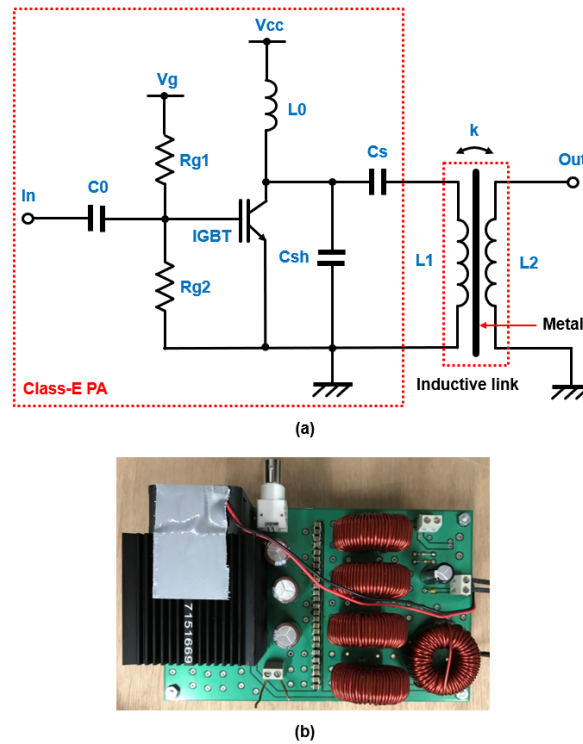 Vcc
Vg
L0
k
Rg1
Cs
Out
In
C0
IGBT
Csh
L1
L2
Rg2
Metal
Class-E PA
Inductive link
(a)
7151669
(b)